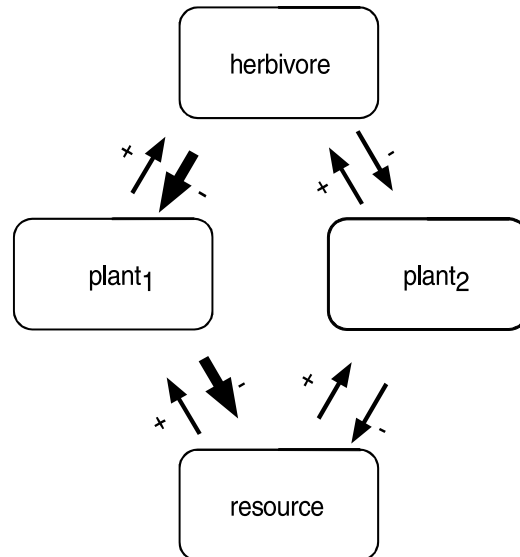 herbivore
+ - + -
plant1 plant2
+ - + -
resource